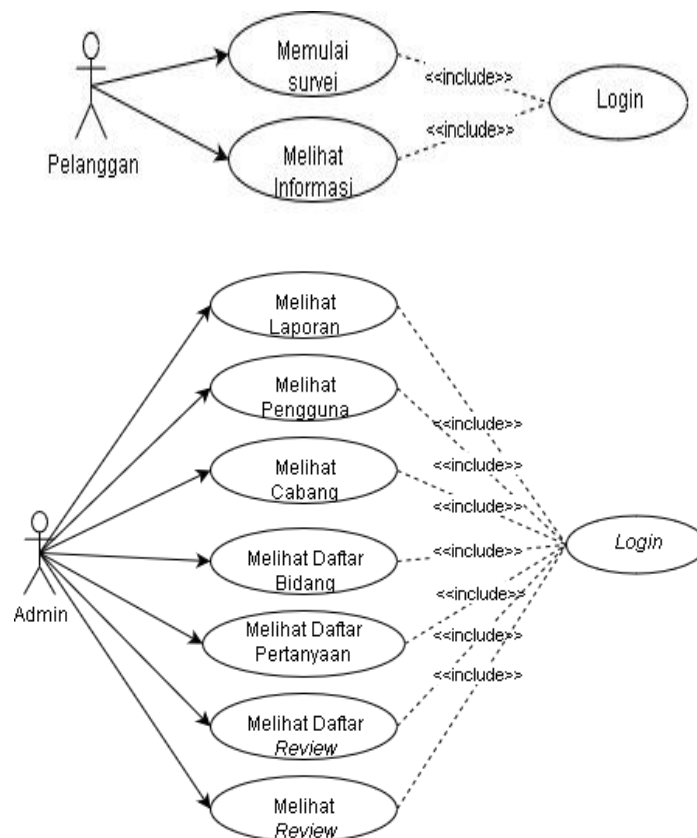 Memulai
survei
<<include>>
Login
<<include>>
Pelanggan
Melihat
Informasi
Melihat
Laporan
Melihat
Pengguna
<<include>>
<<include>>
Melihat
Cabang
<<include>>
Login
Melihat Daftar
Bidang
<<include>>
Admin
<<include>>
Melihat Daftar
Pertanyaan
<<include>>
Melihat Daftar
Review
<<include>>
Melihat
Review